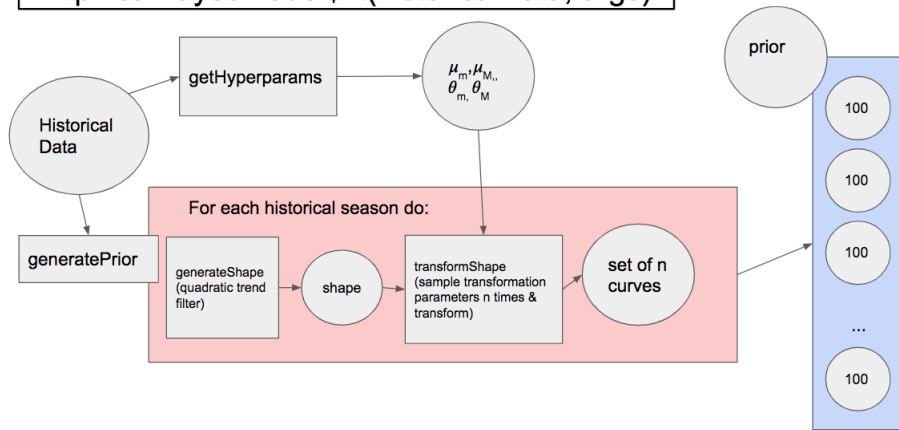 prior
getHyperparams
μm,μM,,
θm, θM
100
Historical
Data
100
For each historical season do:
generatePrior
generateShape
(quadratic trend
filter)
shape
transformShape
(sample transformation
parameters n times &
transform)
set of n
curves
100
...
100